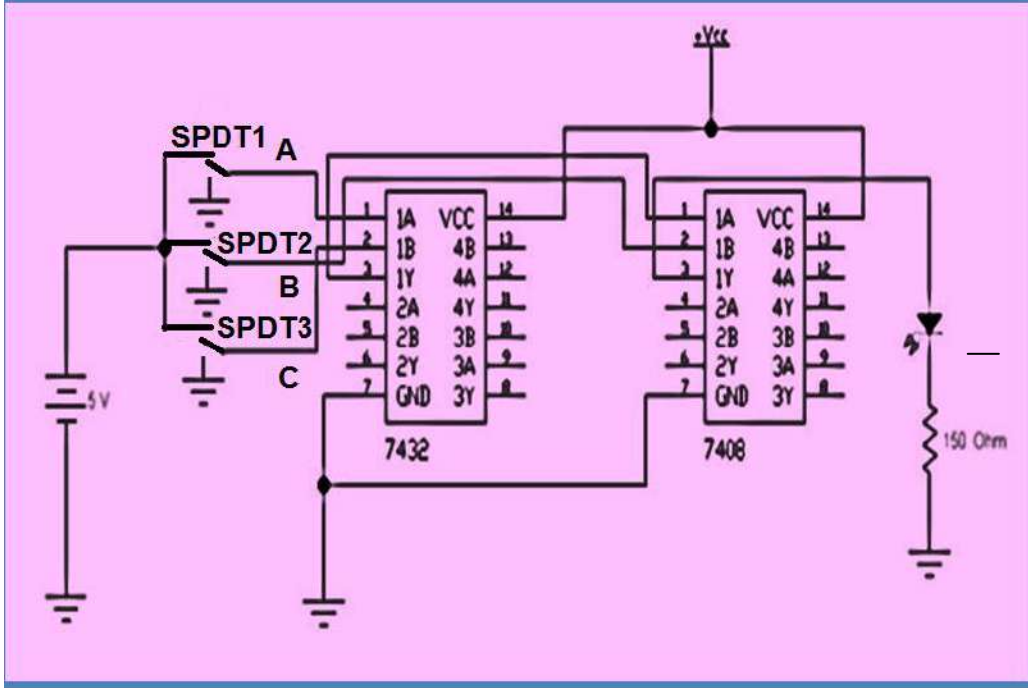 +Vcc
SPDT1 A
SPDT2
B
SPDT3
C
5 V
1 1A VCC 14
2 1B 4B 13
3 1Y 4A 12
4 2A 4Y 11
5 2B 3B 10
6 2Y 3A 9
7 GND 3Y 8
7432
1 1A VCC 14
2 1B 4B 13
3 1Y 4A 12
4 2A 4Y 11
5 2B 3B 10
6 2Y 3A 9
7 GND 3Y 8
7408
150 Ohm